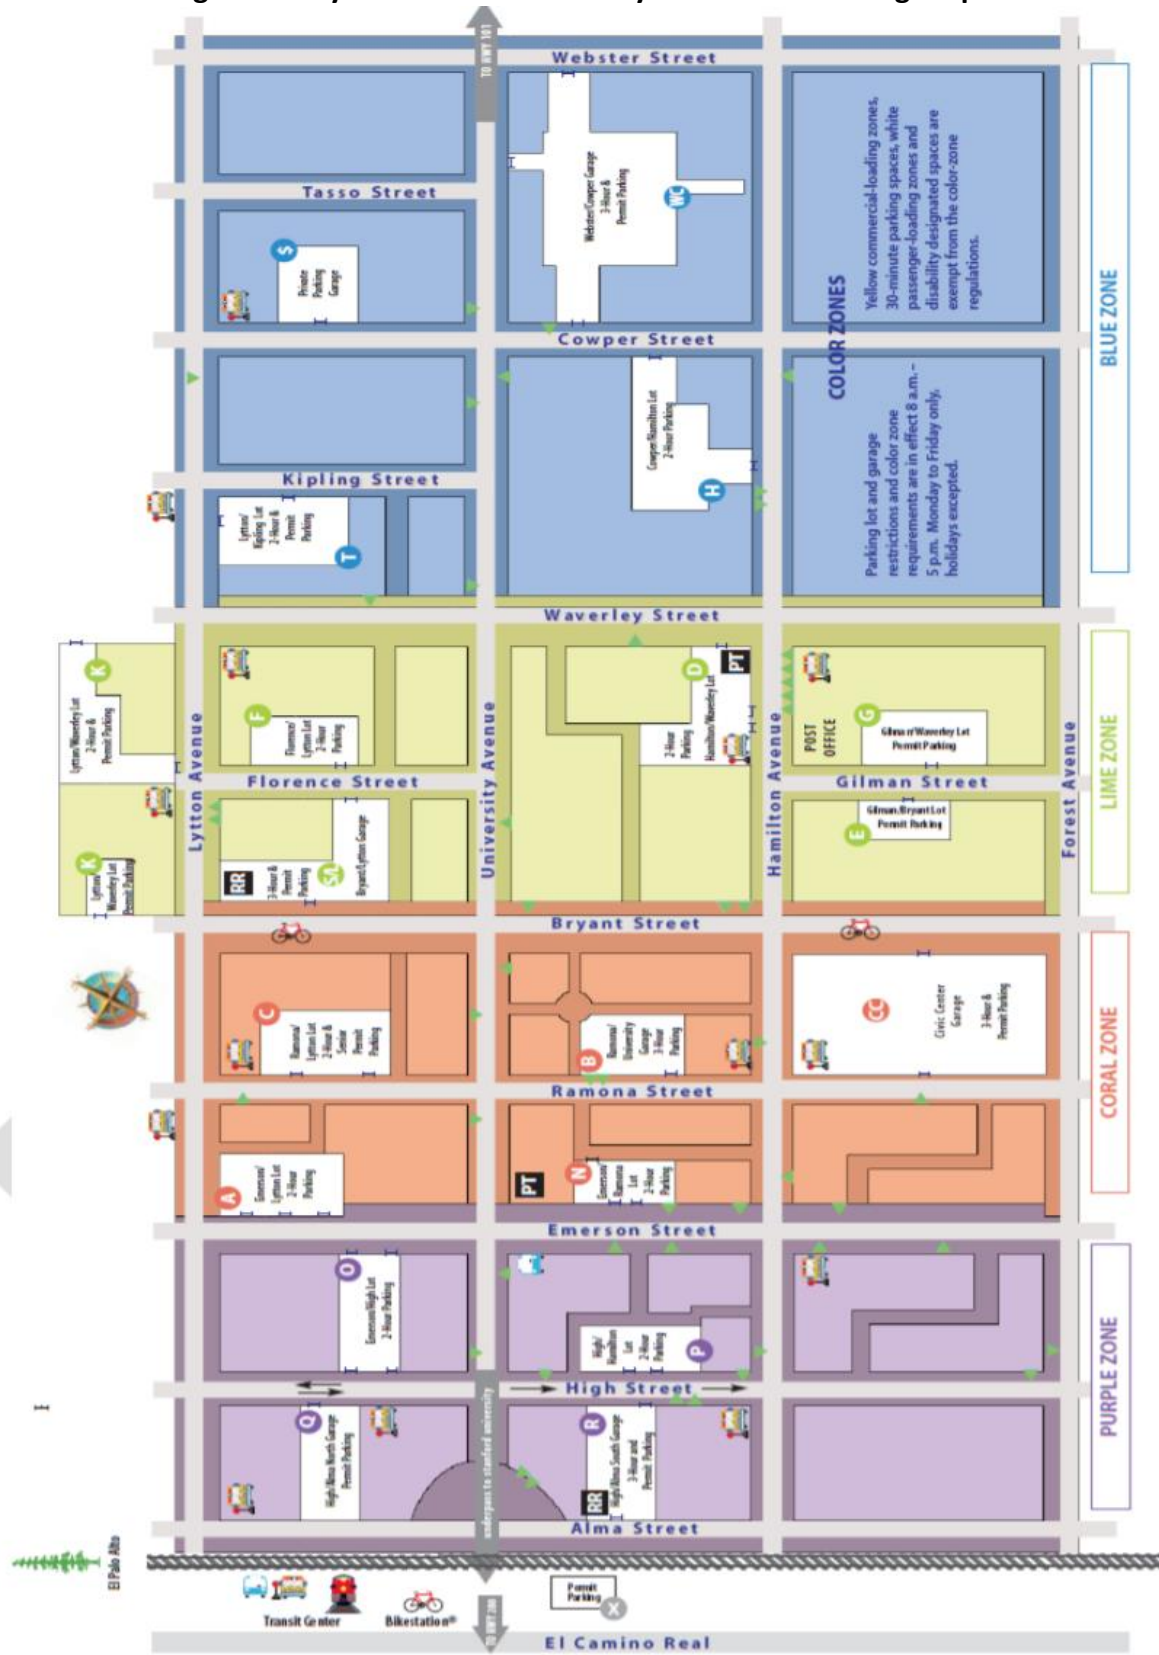 TO HWY 101
Webster Street
Tasso Street
Webster/Cowper Garage
3-Hour &
Permit Parking
WC
S
Private
Parking
Garage
COLOR ZONES
Yellow commercial-loading zones,
30-minute parking spaces, white
passenger-loading zones and
disability designated spaces are
exempt from the color-zone
regulations.
Parking lot and garage
restrictions and color zone
requirements are in effect 8 a.m. –
5 p.m. Monday to Friday only,
holidays excepted.
BLUE ZONE
Cowper Street
Cowper/Hamilton Lot
2-Hour Parking
H
Kipling Street
Lytton/
Kipling Lot
2-Hour &
Permit
Parking
T
Waverley Street
Lytton/Waverley Lot
2-Hour &
Permit Parking
K
K
Lytton/
Waverley Lot
Permit Parking
Lytton Avenue
University Avenue
Hamilton Avenue
Forest Avenue
F
Florence/
Lytton Lot
2-Hour
Parking
D
PT
2-Hour
Parking
Hamilton/Waverley Lot
POST
OFFICE
G
Gilman/Waverley Lot
Permit Parking
LIME ZONE
Florence Street
Gilman Street
RR
3-Hour &
Permit
Parking
S/L
Bryant/Lytton Garage
Gilman/Bryant Lot
Permit Parking
E
Bryant Street
C
Ramona/
Lytton Lot
2-Hour &
Senior
Permit
Parking
B
Ramona/
University
Garage
3-Hour
Parking
CC
Civic Center
Garage
3-Hour &
Permit Parking
CORAL ZONE
Ramona Street
A
Emerson/
Lytton Lot
2-Hour
Parking
PT
N
Emerson/
Ramona
Lot
2-Hour
Parking
Emerson Street
O
Emerson/High Lot
2-Hour Parking
High/
Hamilton
Lot
2-Hour
Parking
P
PURPLE ZONE
High Street
Q
High/Alma North Garage
Permit Parking
underpass to stanford university
R
RR
High/Alma South Garage
3-Hour and
Permit Parking
Alma Street
El Palo Alto
Transit Center
Bikestation®
TO HWY 280
Permit
Parking
X
El Camino Real